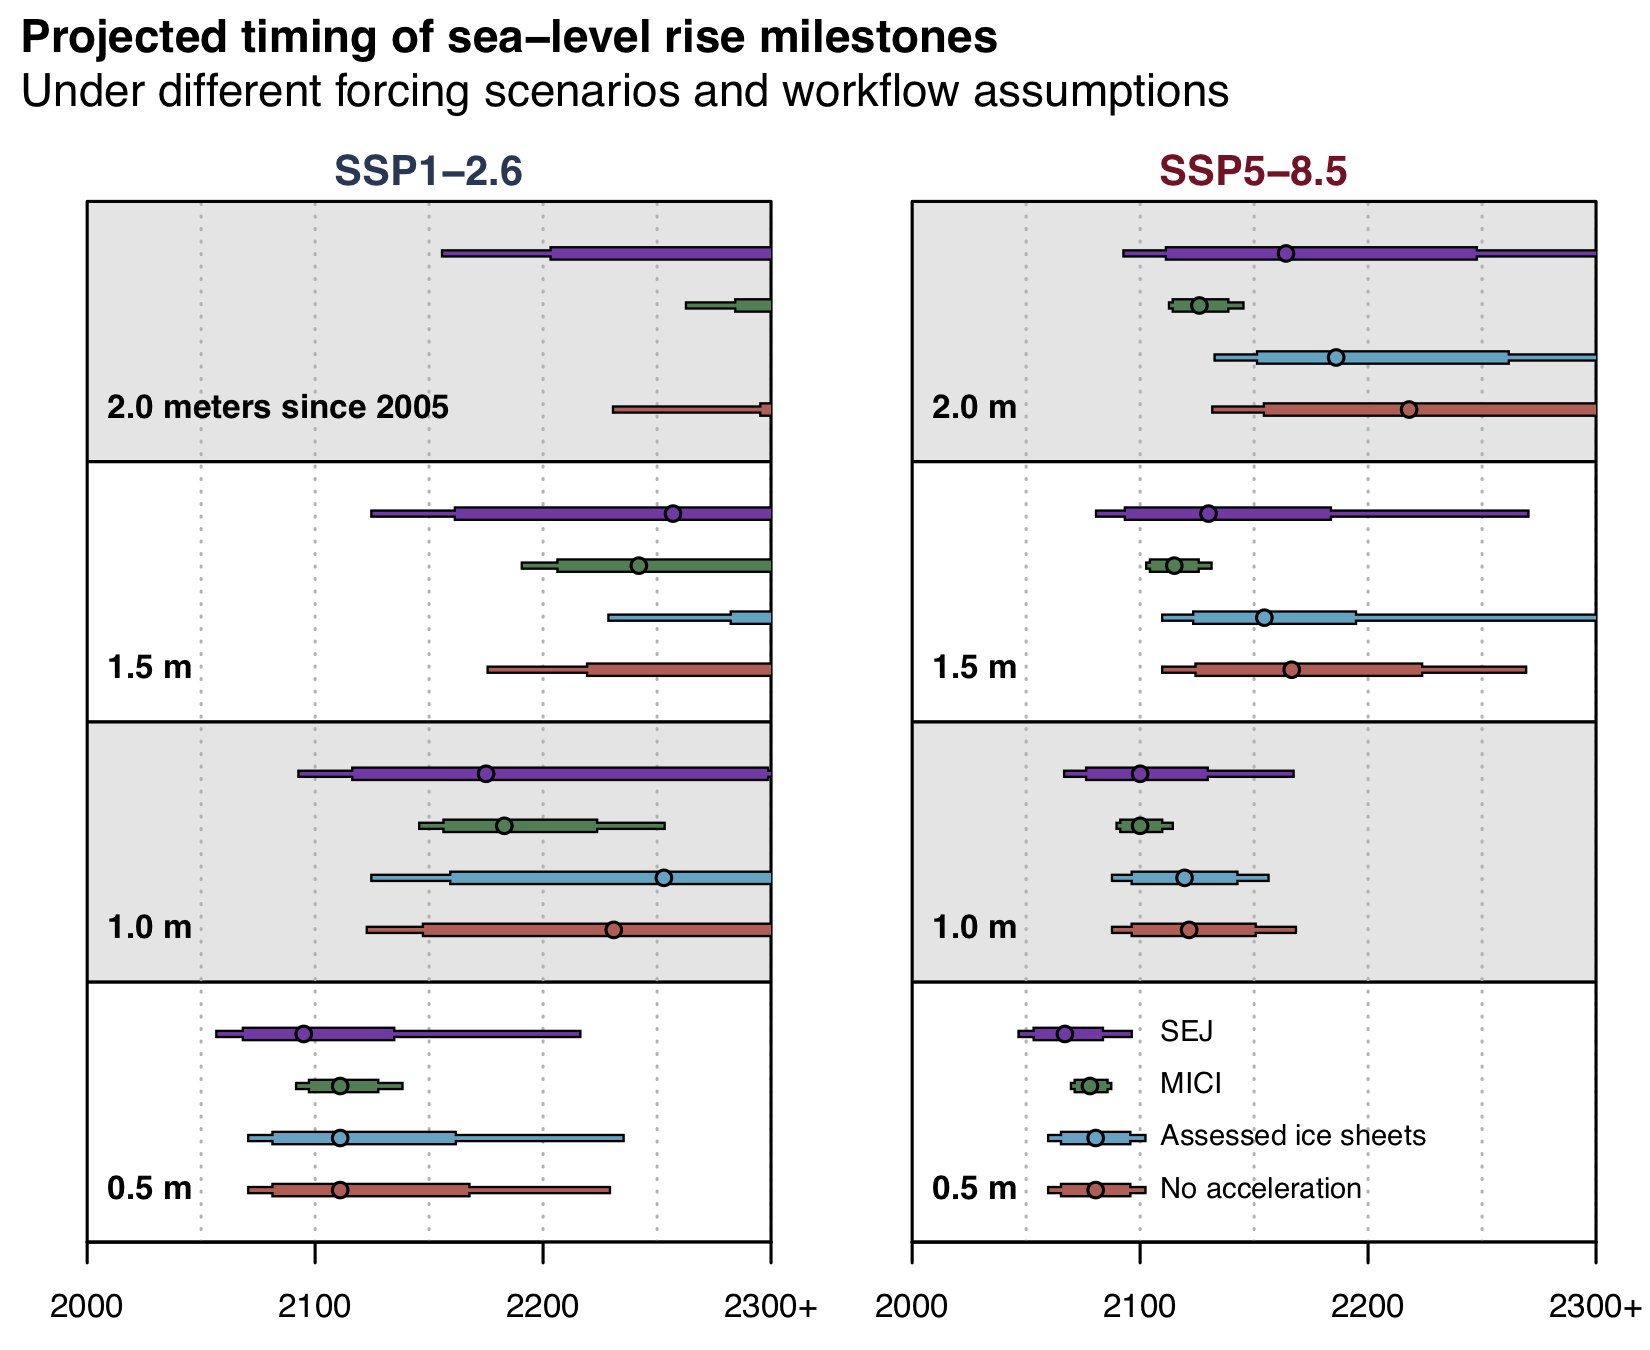 Projected timing of sea–level rise milestones
Under different forcing scenarios and workflow assumptions
SSP1–2.6
2.0 meters since 2005
1.5 m
1.0 m
0.5 m
2000 2100 2200 2300+
SSP5–8.5
2.0 m
1.5 m
1.0 m
SEJ
MICI
Assessed ice sheets
0.5 m No acceleration
2000 2100 2200 2300+